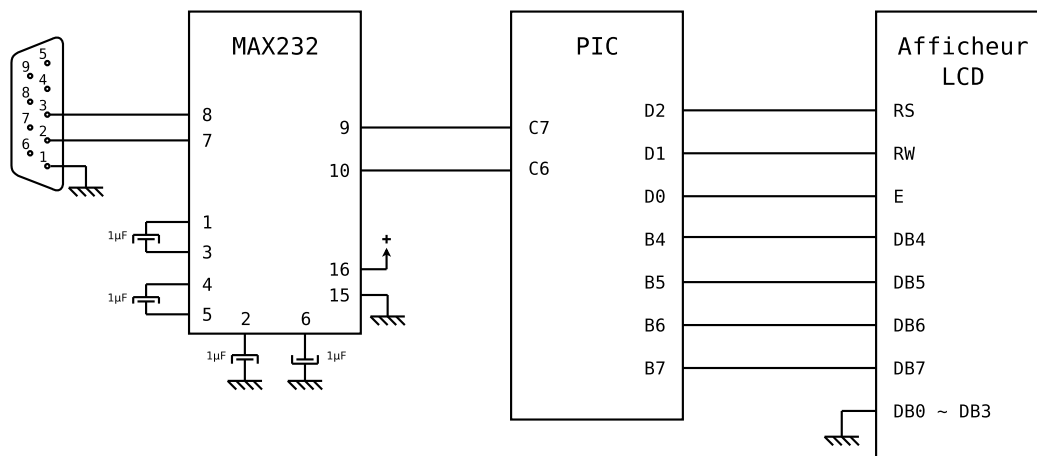 5
9
4
8
3
7
2
6
1
MAX232
8
7
9
10
1
3
4
5
2
6
16
15
+
1µF
1µF
1µF
1µF
PIC
C7
C6
D2
D1
D0
B4
B5
B6
B7
Afficheur
LCD
RS
RW
E
DB4
DB5
DB6
DB7
DB0 ~ DB3